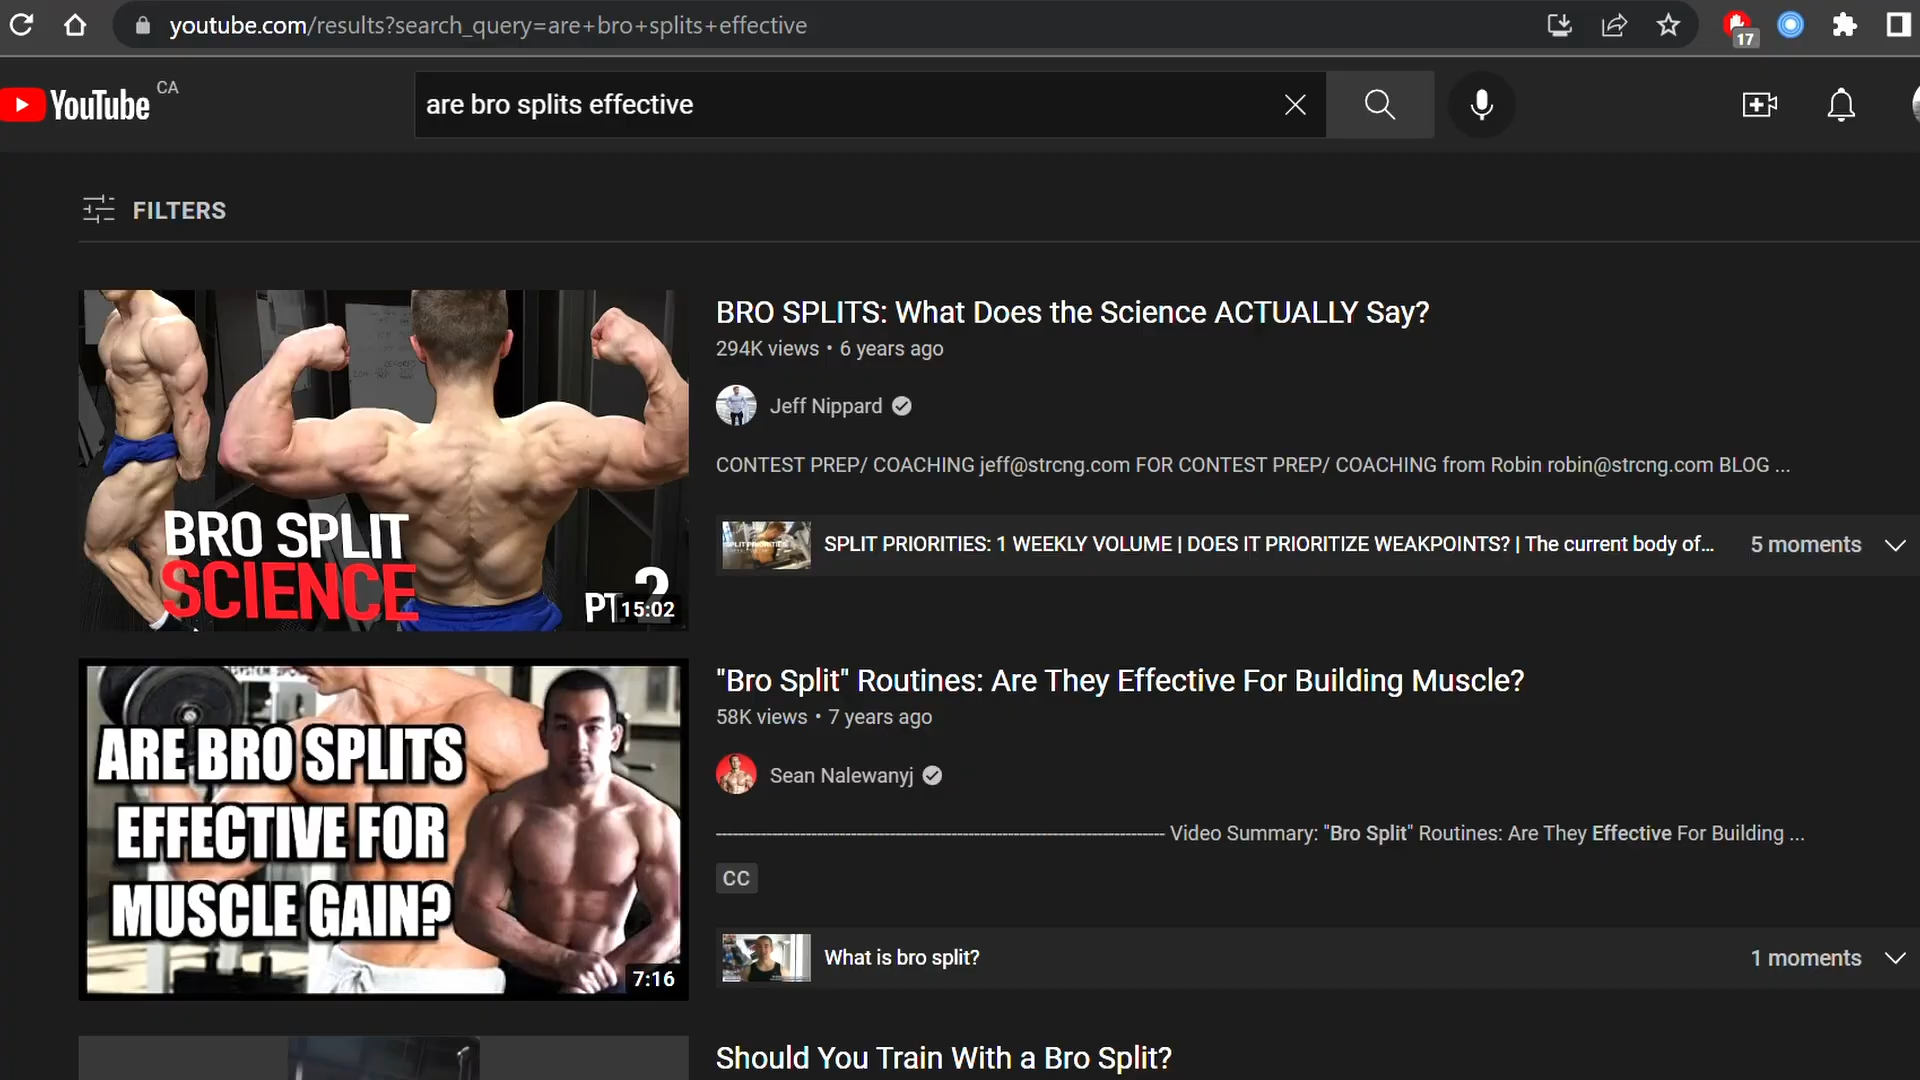 youtube.com/results?search_query=are+bro+splits+effective
17
YouTube CA
are bro splits effective
FILTERS
BRO SPLIT
SCIENCE
PT. 2
15:02
BRO SPLITS: What Does the Science ACTUALLY Say?
294K views • 6 years ago
Jeff Nippard
CONTEST PREP/ COACHING jeff@strcng.com FOR CONTEST PREP/ COACHING from Robin robin@strcng.com BLOG ...
SPLIT PRIORITIES: 1 WEEKLY VOLUME | DOES IT PRIORITIZE WEAKPOINTS? | The current body of...
5 moments
ARE BRO SPLITS
EFFECTIVE FOR
MUSCLE GAIN?
7:16
"Bro Split" Routines: Are They Effective For Building Muscle?
58K views • 7 years ago
Sean Nalewanyj
---------------------------------------------------------------------------------- Video Summary: "Bro Split" Routines: Are They Effective For Building ...
CC
What is bro split?
1 moments
Should You Train With a Bro Split?